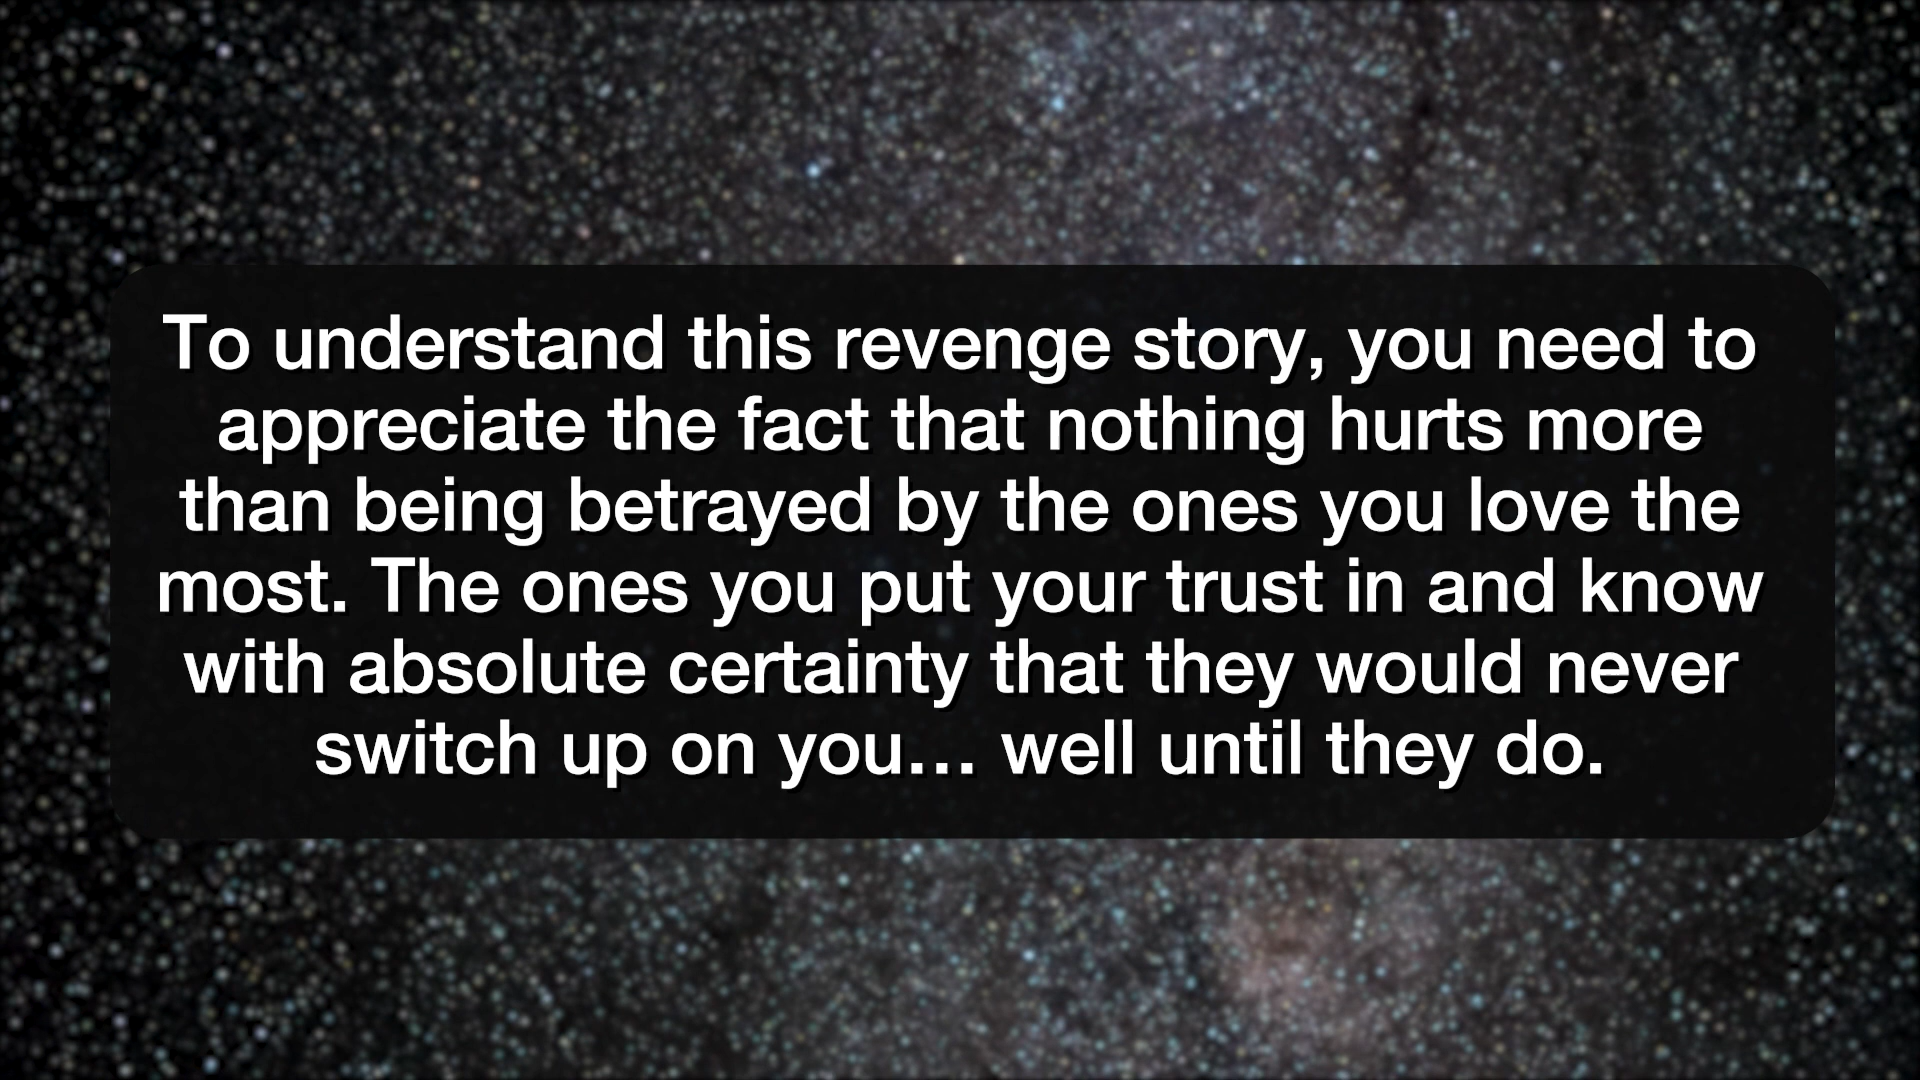 To understand this revenge story, you need to
appreciate the fact that nothing hurts more
than being betrayed by the ones you love the
most. The ones you put your trust in and know
with absolute certainty that they would never
switch up on you… well until they do.